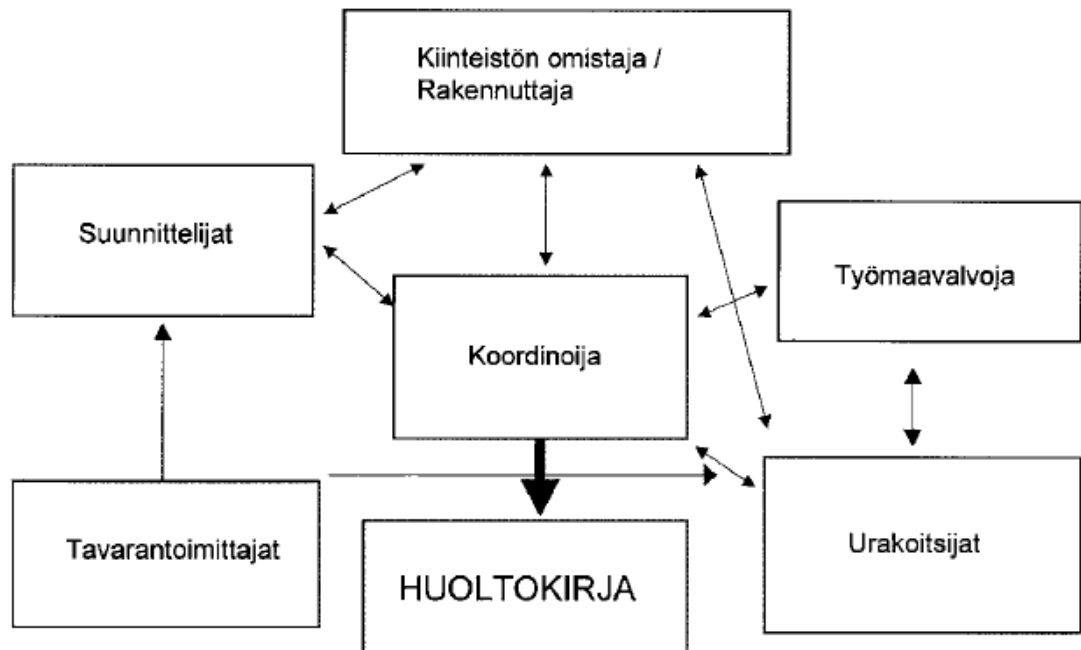 Kiinteistön omistaja /
Rakennuttaja
Suunnittelijat
Työmaavalvoja
Koordinoija
Tavarantoimittajat
Urakoitsijat
HUOLTOKIRJA